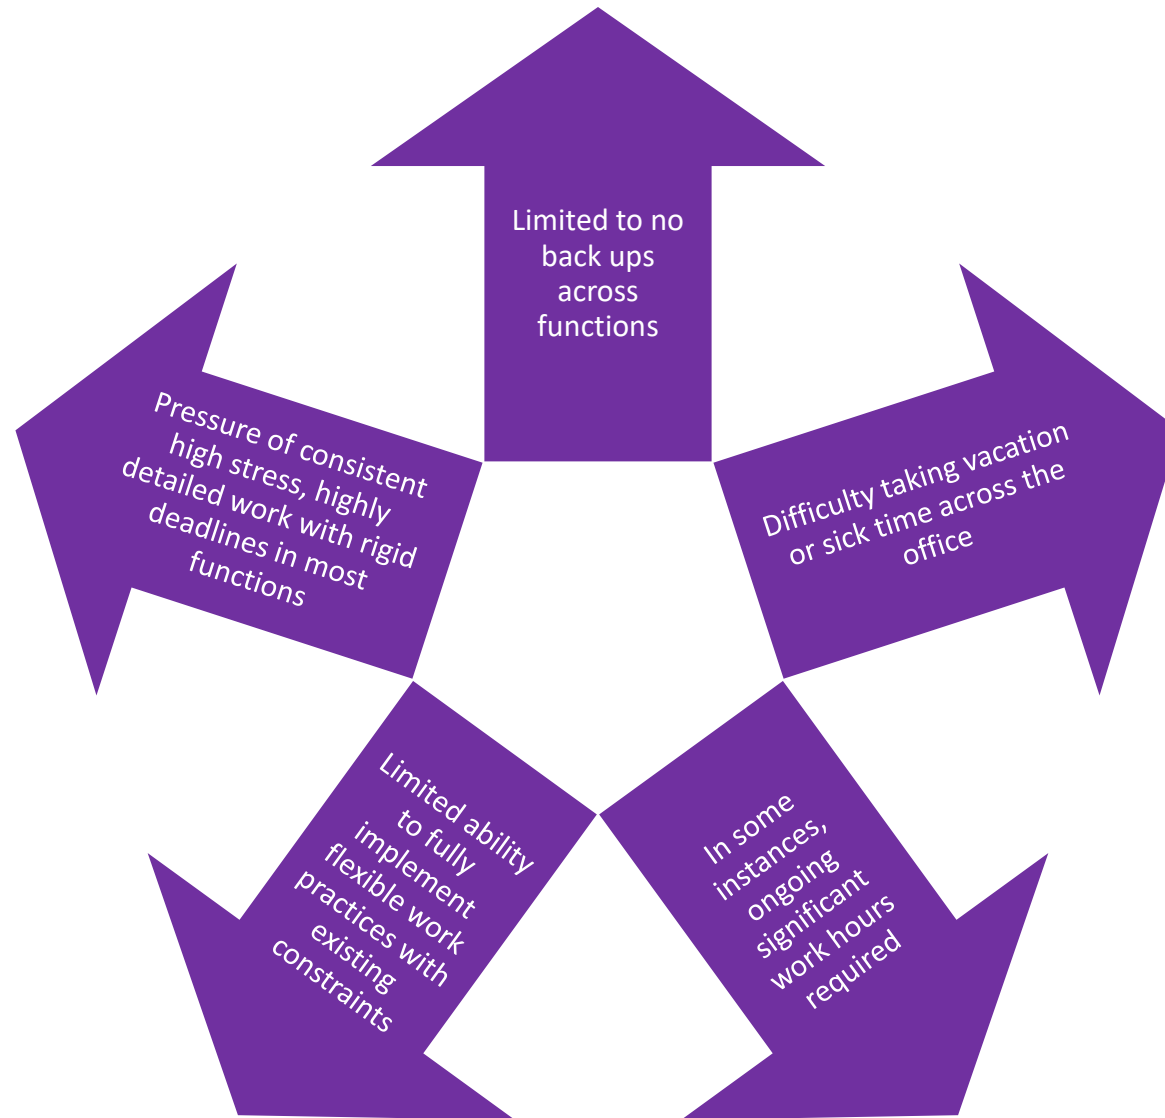 Limited to no
back ups
across
functions
Difficulty taking vacation
or sick time across the
office
In some
instances,
ongoing
significant
work hours
required
Limited ability
to fully
implement
flexible work
practices with
existing
constraints
Pressure of consistent
high stress, highly
detailed work with rigid
deadlines in most
functions